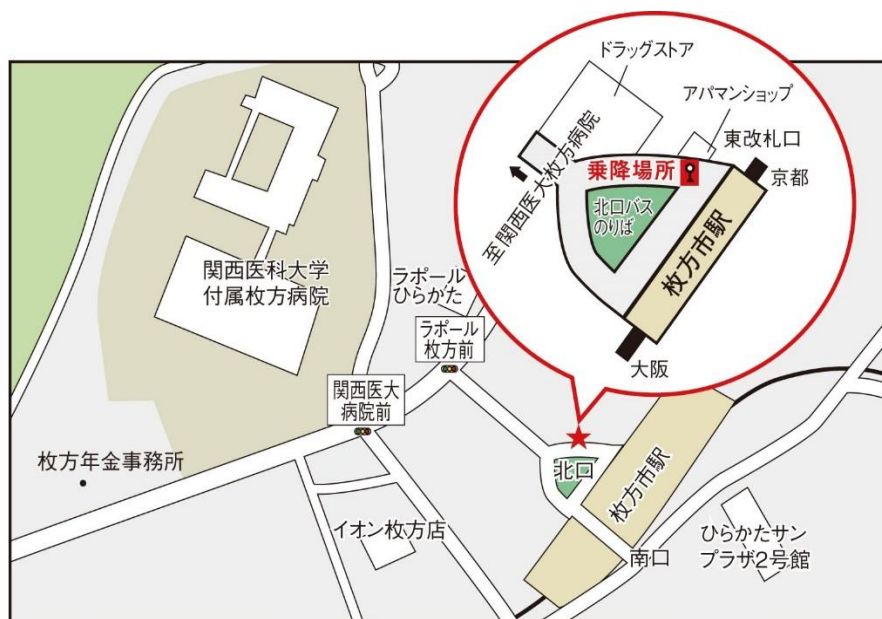 ドラッグストア
アパマンショップ
東改札口
京都
乗降場所
北口バス
のりば
至関西医大枚方病院
枚方市駅
大阪
関西医科大学
付属枚方病院
ラポール
ひらかた
ラポール
枚方前
関西医大
病院前
枚方年金事務所
北口
枚方市駅
イオン枚方店
南口
ひらかたサン
プラザ2号館